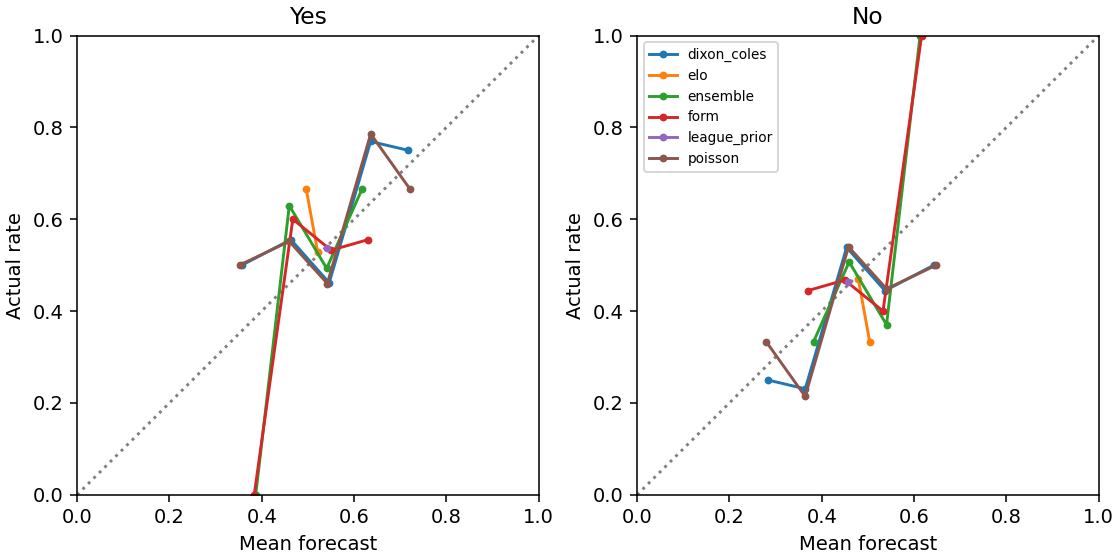 Yes
No
1.0
0.8
0.6
0.4
0.2
0.0
Actual rate
0.0
0.2
0.4
0.6
0.8
1.0
Mean forecast
1.0
0.8
0.6
0.4
0.2
0.0
Actual rate
dixon_coles
elo
ensemble
form
league_prior
poisson
0.0
0.2
0.4
0.6
0.8
1.0
Mean forecast